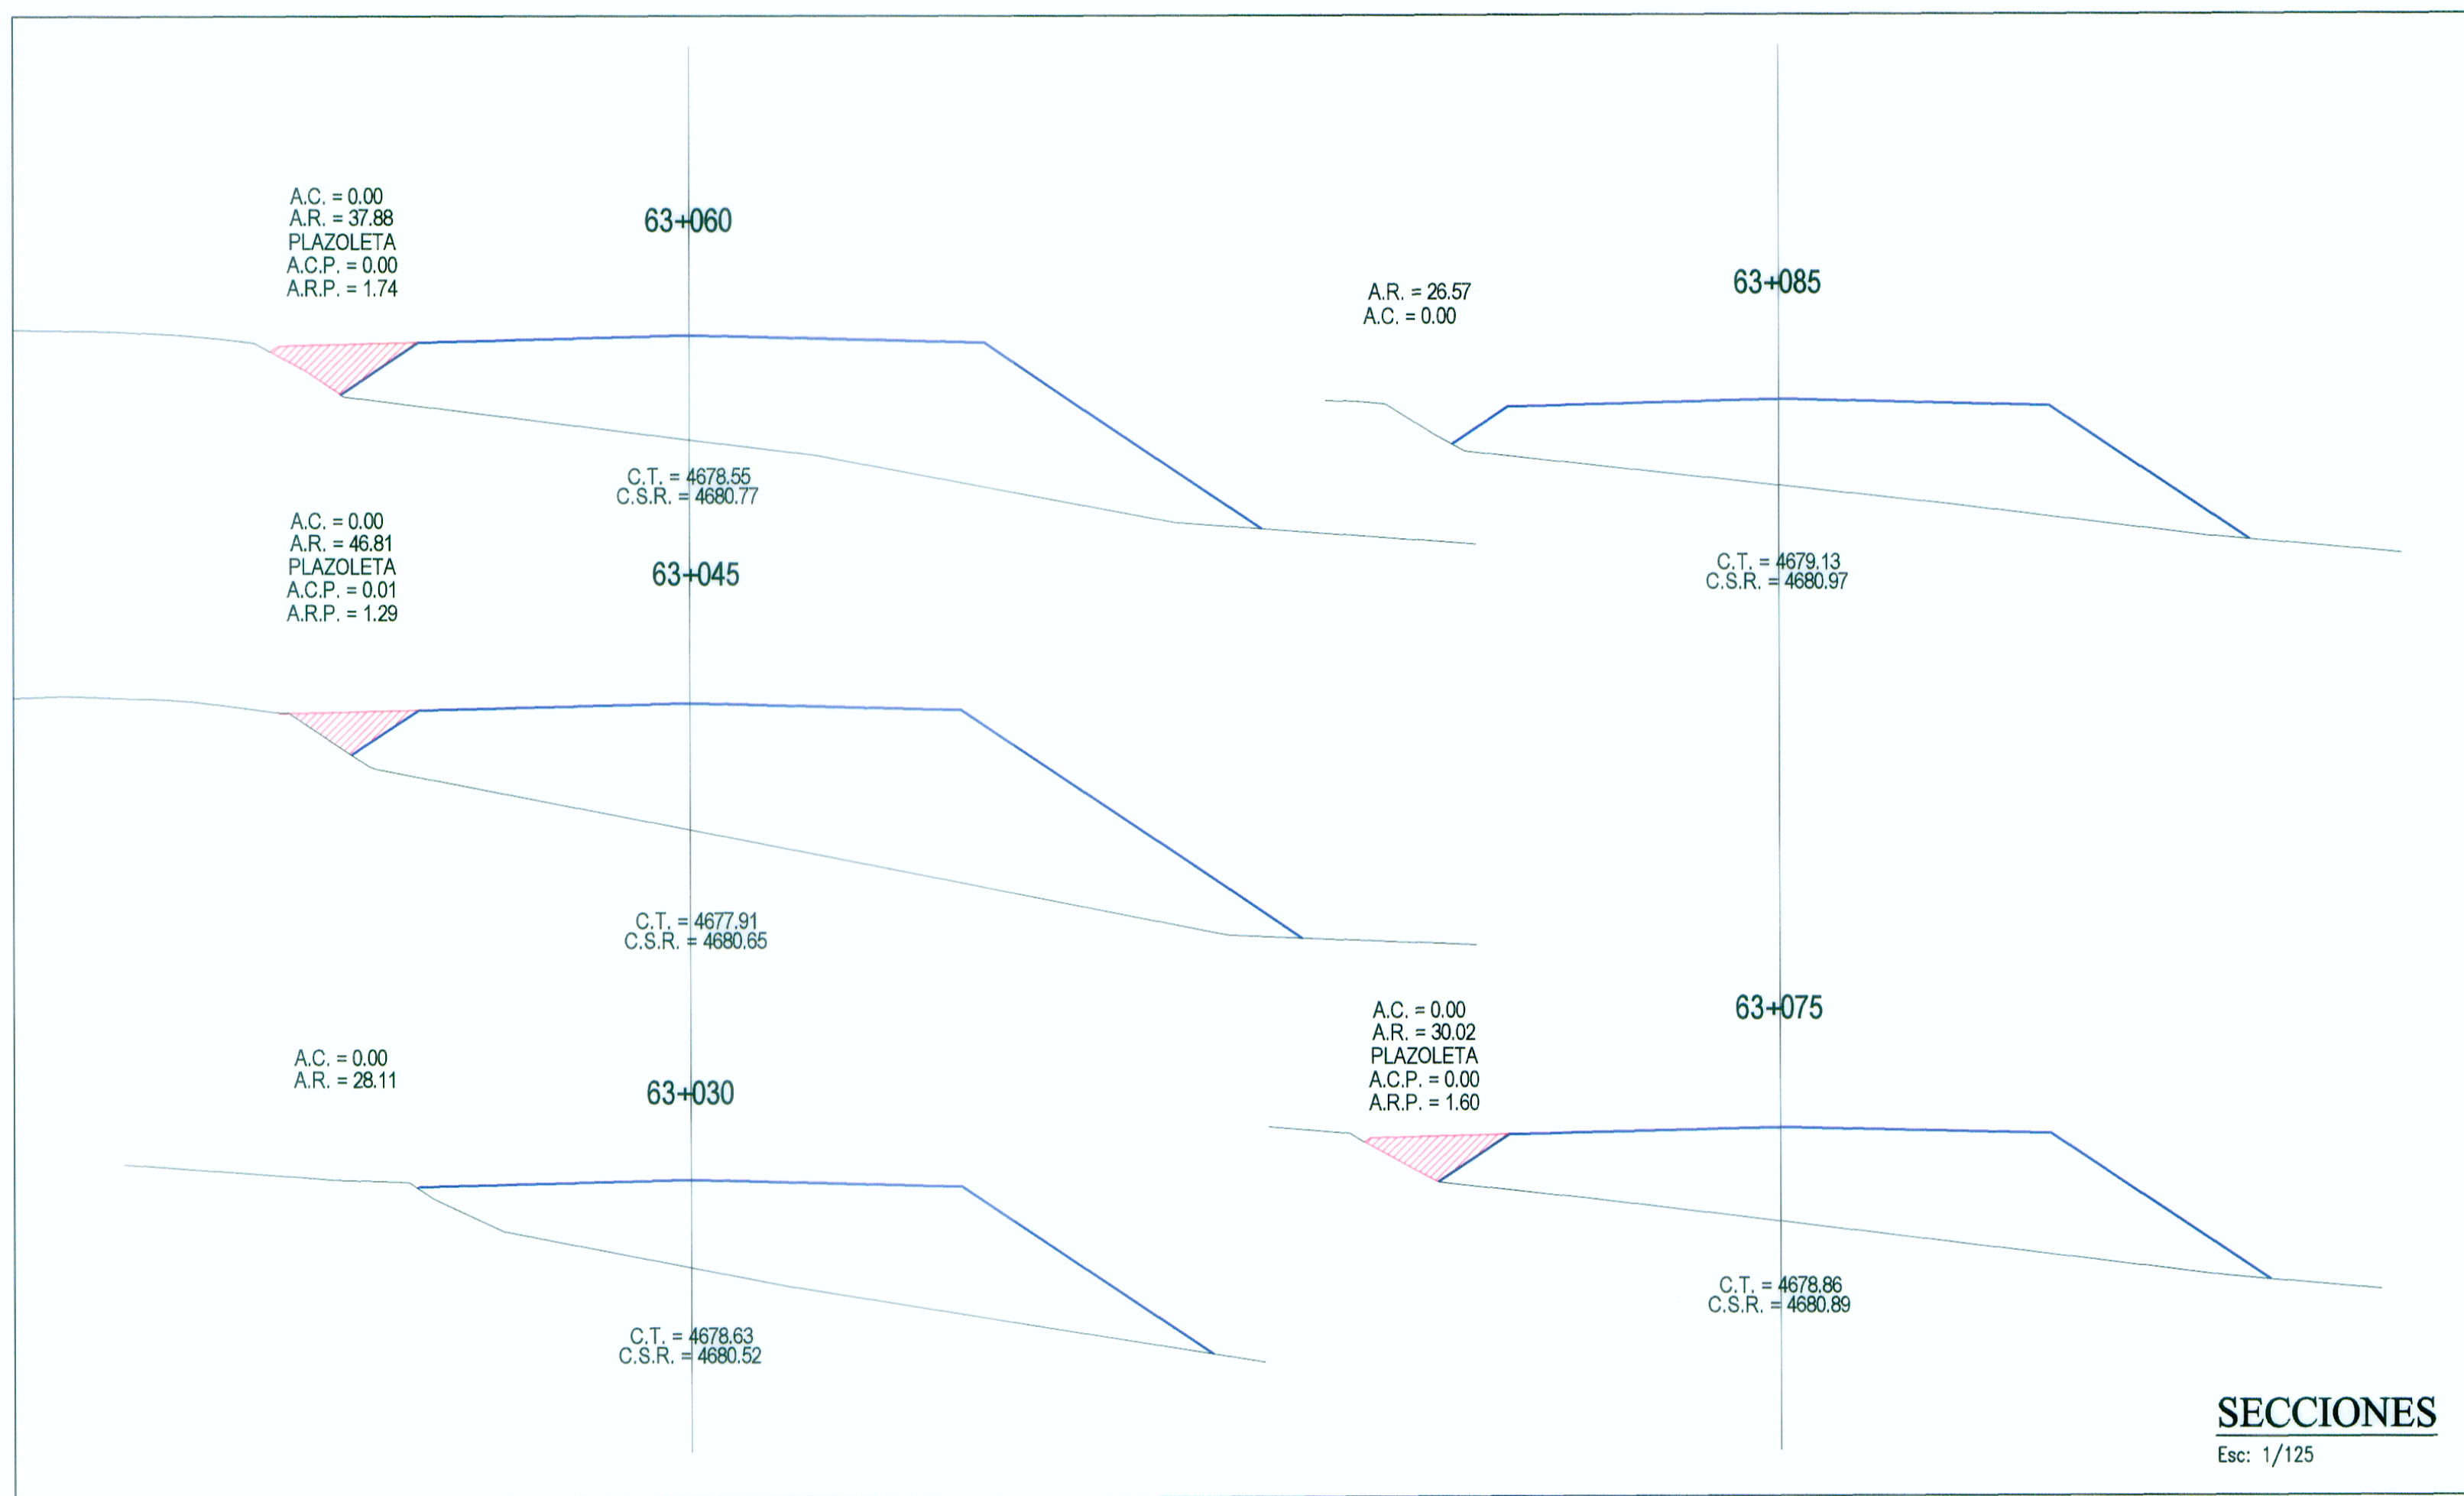 A.C. = 0.00
A.R. = 37.88
PLAZOLETA
A.C.P. = 0.00
A.R.P. = 1.74
63+060
C.T. = 4678.55
C.S.R. = 4680.77
A.C. = 0.00
A.R. = 46.81
PLAZOLETA
A.C.P. = 0.01
A.R.P. = 1.29
63+045
C.T. = 4677.91
C.S.R. = 4680.65
A.C. = 0.00
A.R. = 28.11
63+030
C.T. = 4678.63
C.S.R. = 4680.52
A.R. = 26.57
A.C. = 0.00
63+085
C.T. = 4679.13
C.S.R. = 4680.97
A.C. = 0.00
A.R. = 30.02
PLAZOLETA
A.C.P. = 0.00
A.R.P. = 1.60
63+075
C.T. = 4678.86
C.S.R. = 4680.89
SECCIONES
Esc: 1/125